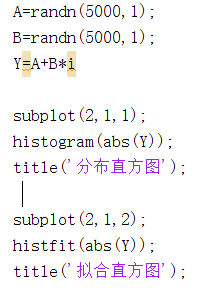 A=randn(5000,1);
B=randn(5000,1);
Y=A+B*i
subplot(2,1,1);
histogram(abs(Y));
title('分布直方图');
subplot(2,1,2);
histfit(abs(Y));
title('拟合直方图');